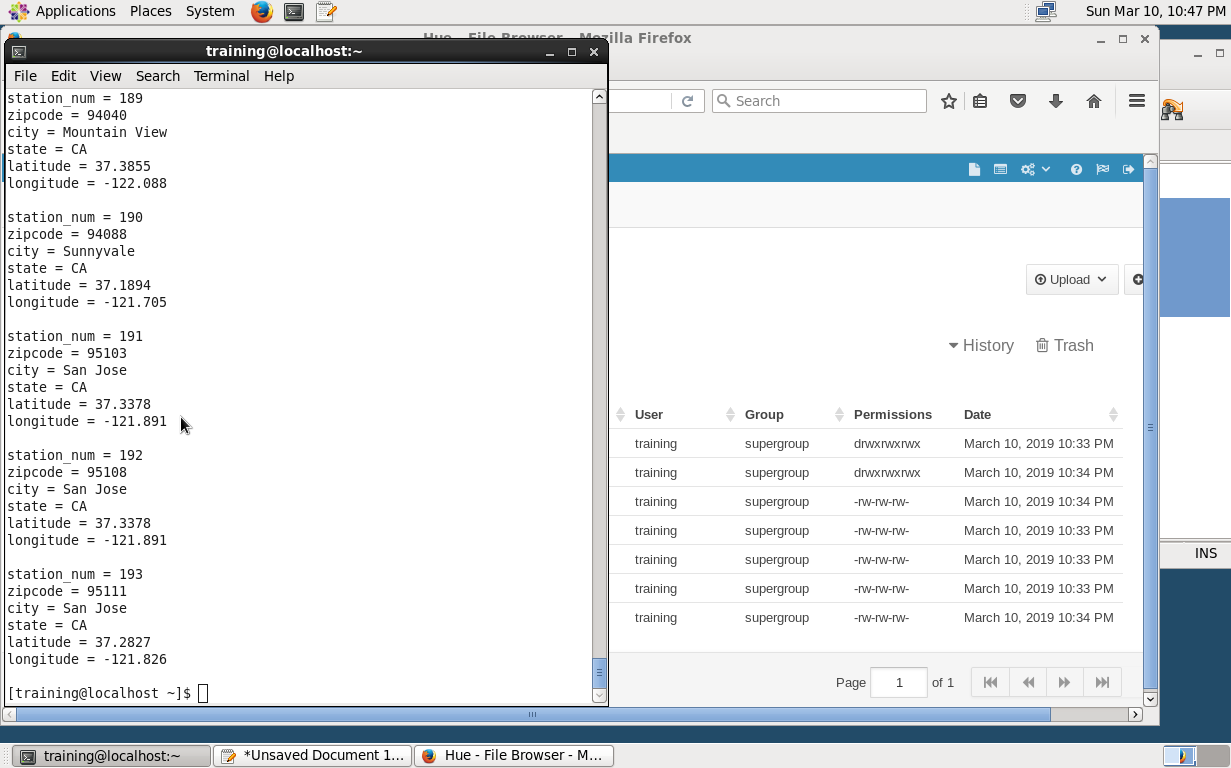 Applications Places System Sun Mar 10, 10:47 PM
Hue - File Browser - Mozilla Firefox
training@localhost:~
File Edit View Search Terminal Help
station_num = 189
zipcode = 94040
city = Mountain View
state = CA
latitude = 37.3855
longitude = -122.088
station_num = 190
zipcode = 94088
city = Sunnyvale
state = CA
latitude = 37.1894
longitude = -121.705
station_num = 191
zipcode = 95103
city = San Jose
state = CA
latitude = 37.3378
longitude = -121.891
station_num = 192
zipcode = 95108
city = San Jose
state = CA
latitude = 37.3378
longitude = -121.891
station_num = 193
zipcode = 95111
city = San Jose
state = CA
latitude = 37.2827
longitude = -121.826
[training@localhost ~]$
Search
Upload
History Trash
User Group Permissions Date
training supergroup drwxrwxrwx March 10, 2019 10:33 PM
training supergroup drwxrwxrwx March 10, 2019 10:34 PM
training supergroup -rw-rw-rw- March 10, 2019 10:34 PM
training supergroup -rw-rw-rw- March 10, 2019 10:33 PM
training supergroup -rw-rw-rw- March 10, 2019 10:33 PM
training supergroup -rw-rw-rw- March 10, 2019 10:33 PM
training supergroup -rw-rw-rw- March 10, 2019 10:34 PM
Page 1 of 1
INS
training@localhost:~ *Unsaved Document 1... Hue - File Browser - M...